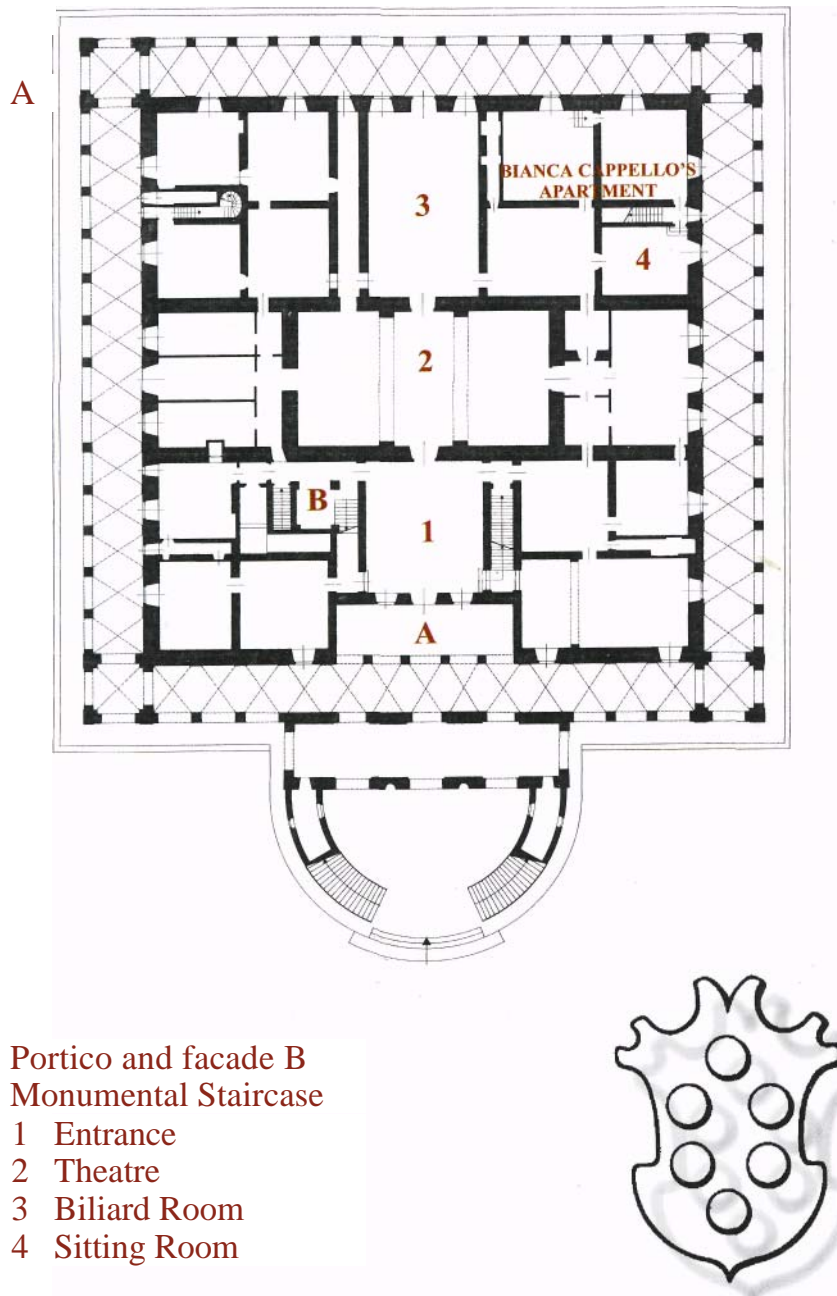 A
BIANCA CAPPELLO'S
APARTMENT
3
4
2
B
1
A
Portico and facade B
Monumental Staircase
1 Entrance
2 Theatre
3 Biliard Room
4 Sitting Room